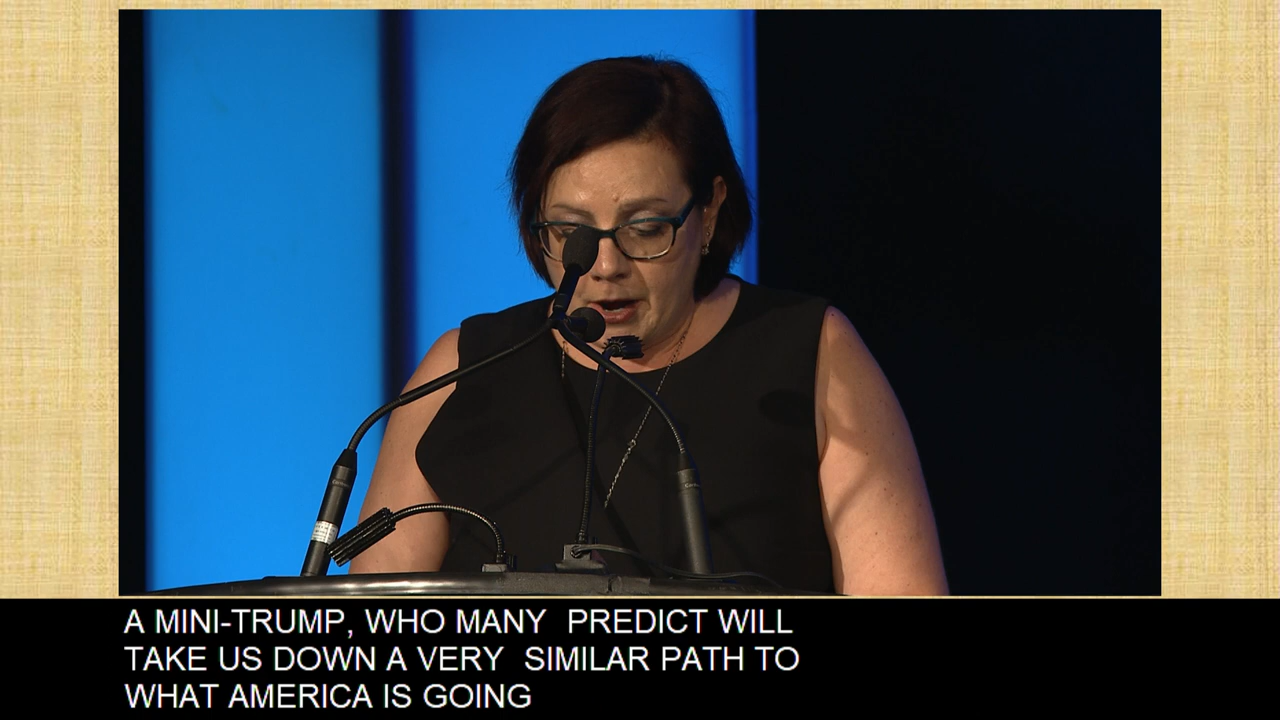 A MINI-TRUMP, WHO MANY  PREDICT WILL
TAKE US DOWN A VERY  SIMILAR PATH TO
WHAT AMERICA IS GOING